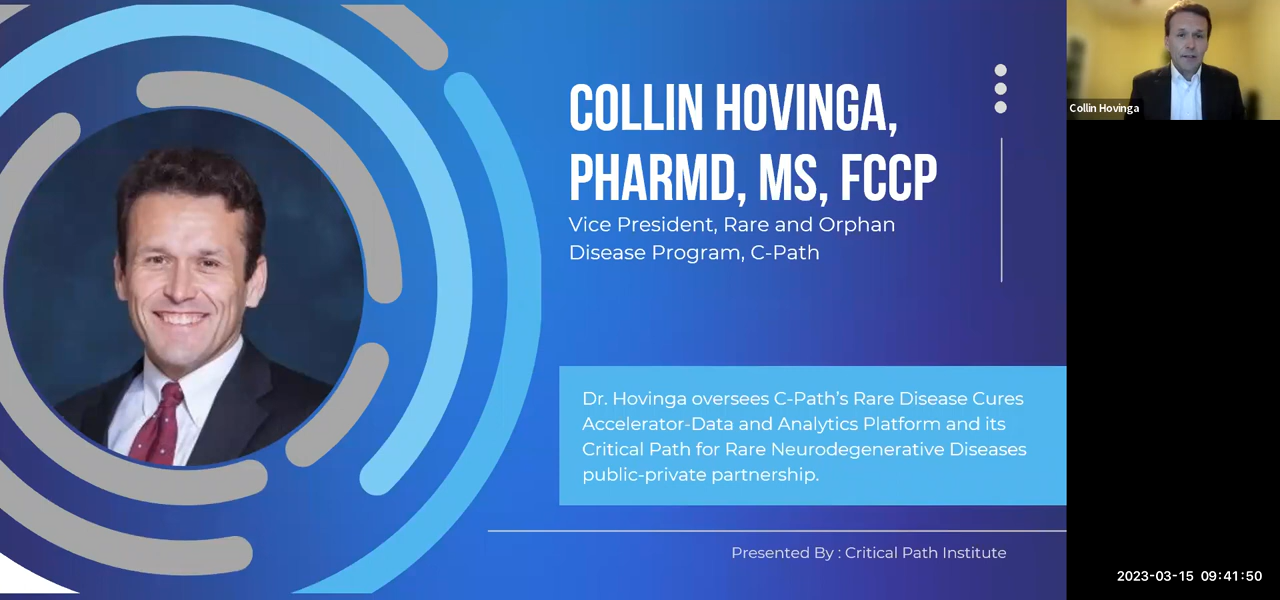 COLLIN HOVINGA,
PHARMD, MS, FCCP
Vice President, Rare and Orphan
Disease Program, C-Path
Dr. Hovinga oversees C-Path's Rare Disease Cures
Accelerator-Data and Analytics Platform and its
Critical Path for Rare Neurodegenerative Diseases
public-private partnership.
Presented By : Critical Path Institute
Collin Hovinga
2023-03-15 09:41:50